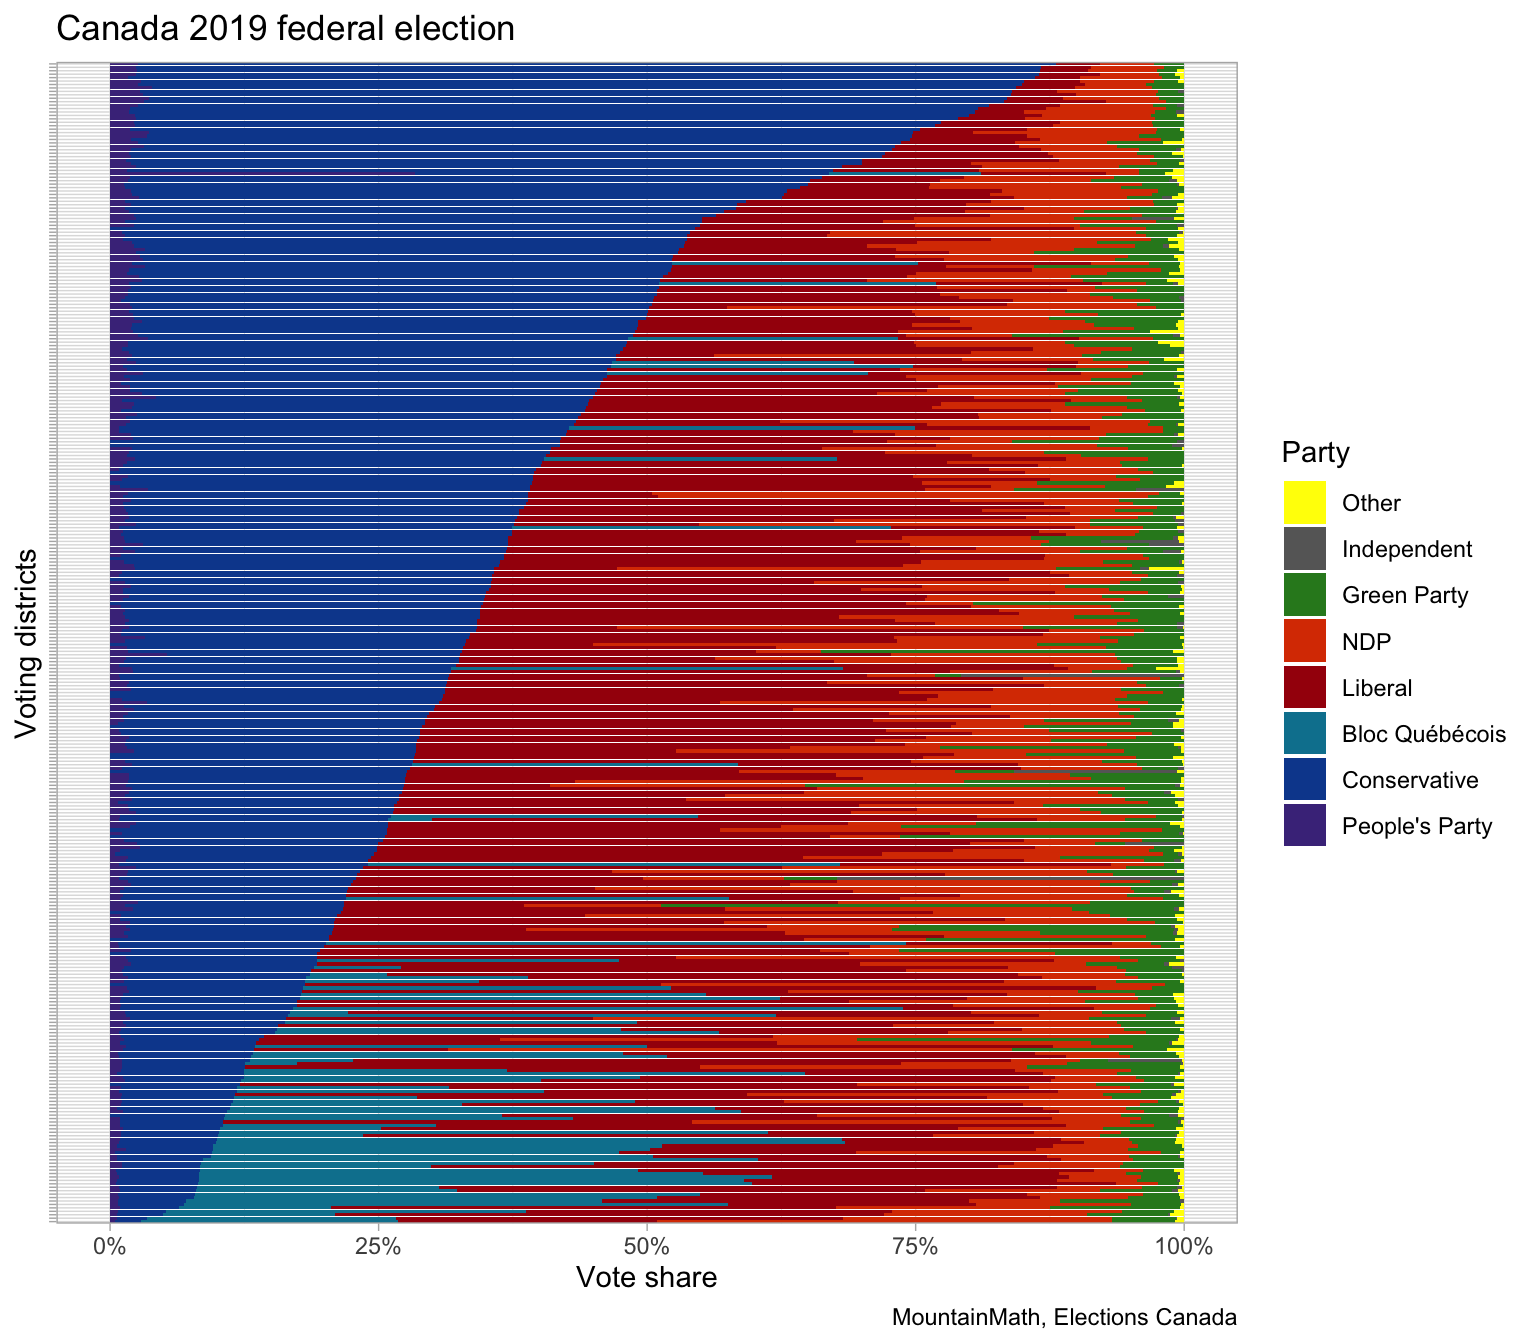 Canada 2019 federal election
Voting districts
Party
Other
Independent
Green Party
NDP
Liberal
Bloc Québécois
Conservative
People's Party
0%
25%
50%
75%
100%
Vote share
MountainMath, Elections Canada